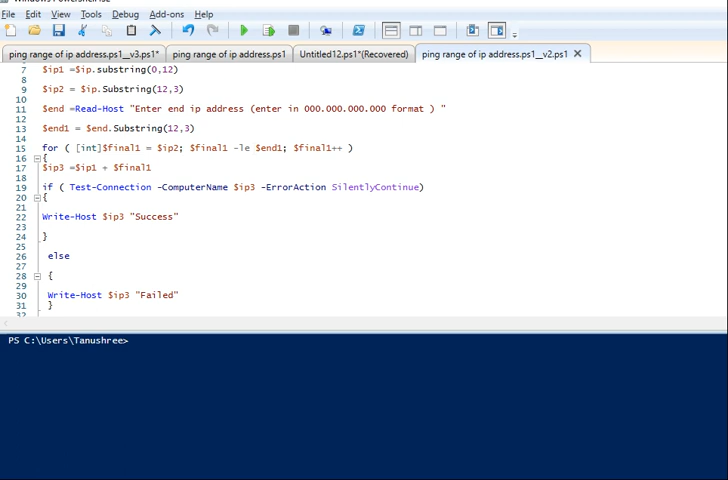 Windows PowerShell ISE
File Edit View Tools Debug Add-ons Help
ping range of ip address.ps1__v3.ps1* ping range of ip address.ps1 Untitled12.ps1*(Recovered) ping range of ip address.ps1__v2.ps1
7 $ip1 =$ip.substring(0,12)
8
9 $ip2 = $ip.Substring(12,3)
10
11 $end =Read-Host "Enter end ip address (enter in 000.000.000.000 format ) "
12
13 $end1 = $end.Substring(12,3)
14
15 for ( [int]$final1 = $ip2; $final1 -le $end1; $final1++ )
16 {
17 $ip3 =$ip1 + $final1
18
19 if ( Test-Connection -ComputerName $ip3 -ErrorAction SilentlyContinue)
20 {
21
22 Write-Host $ip3 "Success"
23
24 }
25
26 else
27
28 {
29
30 Write-Host $ip3 "Failed"
31 }
32
PS C:\Users\Tanushree>